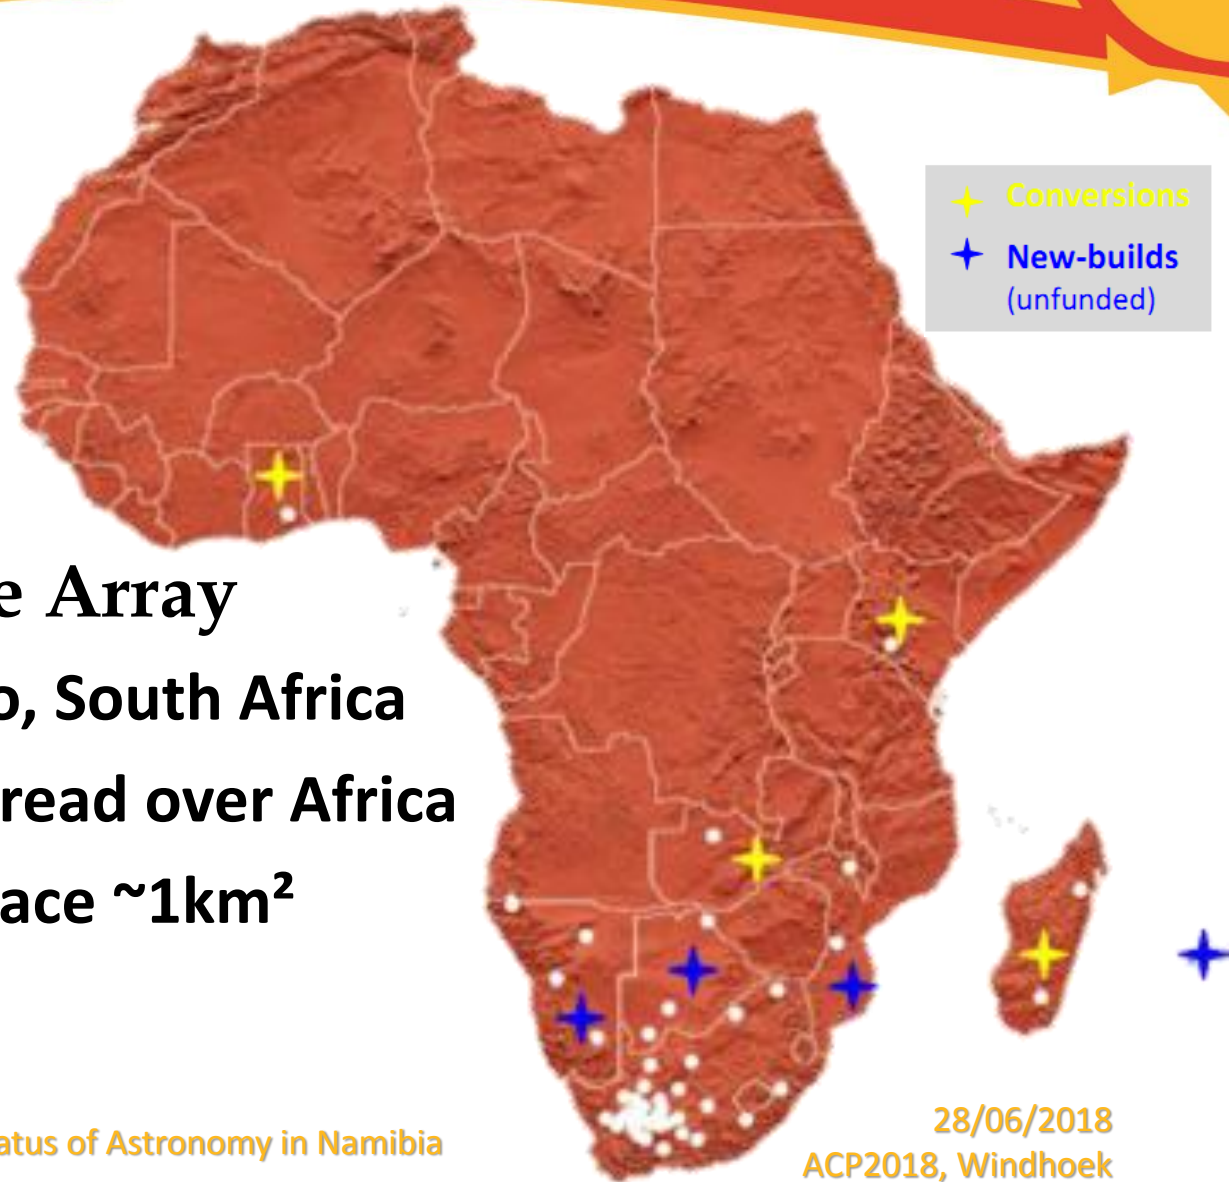 Conversions
New-builds
(unfunded)
e Array
o, South Africa
read over Africa
ace ~1km²
atus of Astronomy in Namibia
28/06/2018
ACP2018, Windhoek